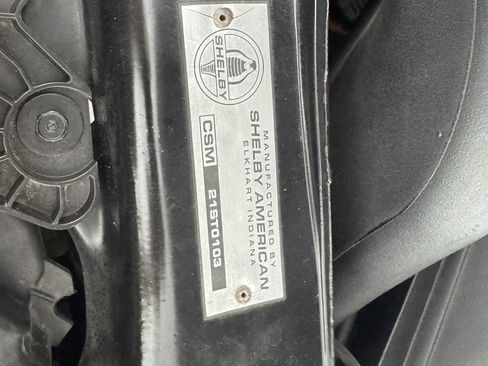 SHELBY
MANUFACTURED BY
SHELBY AMERICAN
ELKHART INDIANA
CSM 21ST0103